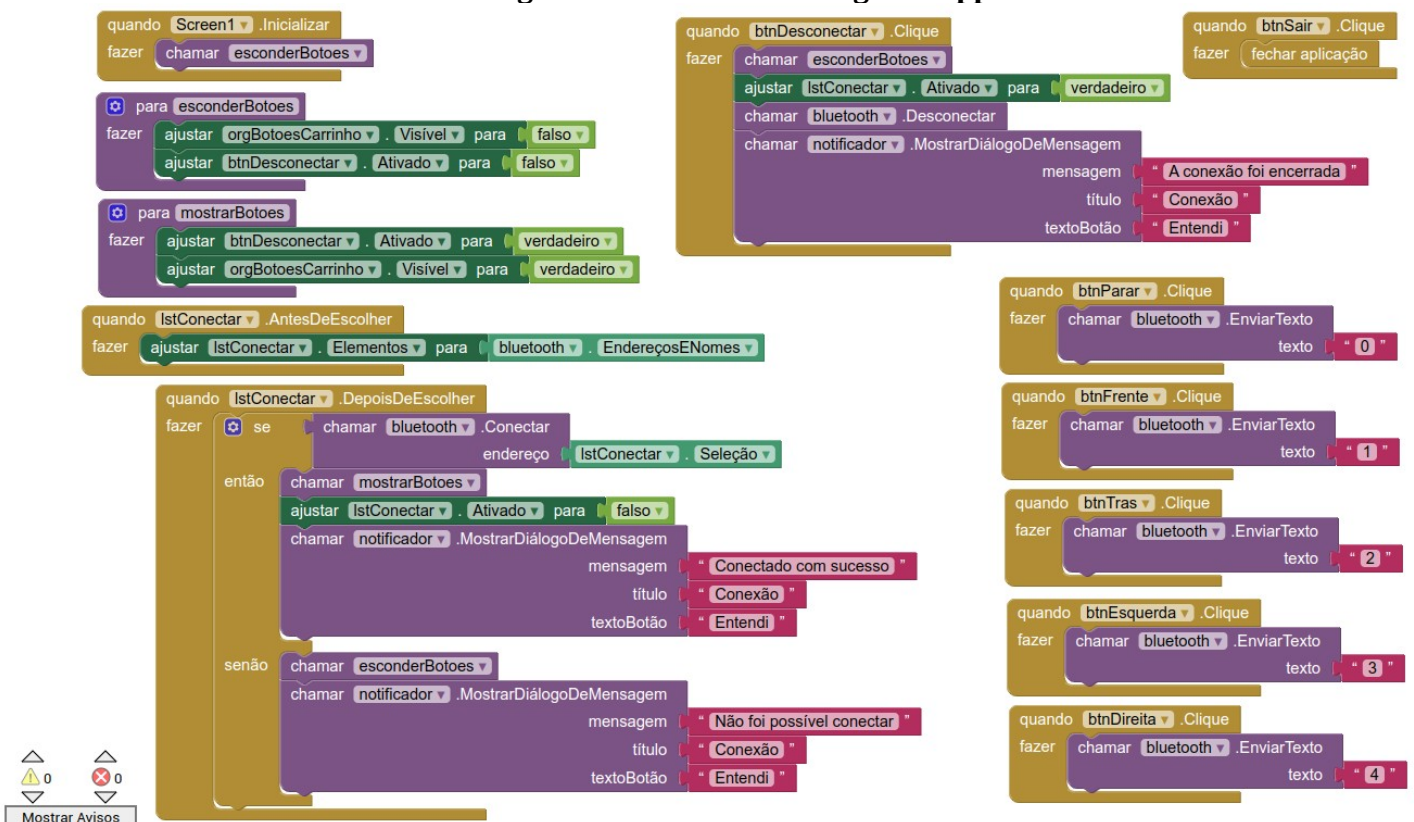 quando Screen1 .Inicializar
fazer chamar esconderBotoes
para esconderBotoes
fazer ajustar orgBotoesCarrinho . Visível para falso
ajustar btnDesconectar . Ativado para falso
para mostrarBotoes
fazer ajustar btnDesconectar . Ativado para verdadeiro
ajustar orgBotoesCarrinho . Visível para verdadeiro
quando lstConectar .AntesDeEscolher
fazer ajustar lstConectar . Elementos para bluetooth . EndereçosENomes
quando lstConectar .DepoisDeEscolher
fazer se chamar bluetooth .Conectar
endereço lstConectar . Seleção
então chamar mostrarBotoes
ajustar lstConectar . Ativado para falso
chamar notificador .MostrarDiálogoDeMensagem
mensagem " Conectado com sucesso "
título " Conexão "
textoBotão " Entendi "
senão chamar esconderBotoes
chamar notificador .MostrarDiálogoDeMensagem
mensagem " Não foi possível conectar "
título " Conexão "
textoBotão " Entendi "
0 0
Mostrar Avisos
quando btnDesconectar .Clique
fazer chamar esconderBotoes
ajustar lstConectar . Ativado para verdadeiro
chamar bluetooth .Desconectar
chamar notificador .MostrarDiálogoDeMensagem
mensagem " A conexão foi encerrada "
título " Conexão "
textoBotão " Entendi "
quando btnSair .Clique
fazer fechar aplicação
quando btnParar .Clique
fazer chamar bluetooth .EnviarTexto
texto " 0 "
quando btnFrente .Clique
fazer chamar bluetooth .EnviarTexto
texto " 1 "
quando btnTras .Clique
fazer chamar bluetooth .EnviarTexto
texto " 2 "
quando btnEsquerda .Clique
fazer chamar bluetooth .EnviarTexto
texto " 3 "
quando btnDireita .Clique
fazer chamar bluetooth .EnviarTexto
texto " 4 "